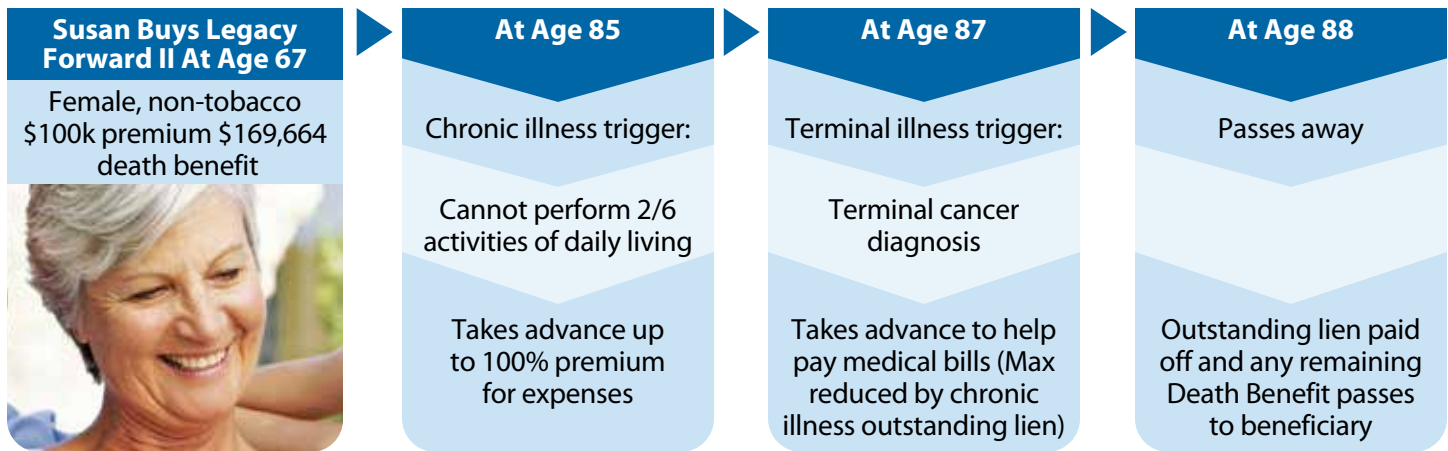 Susan Buys Legacy
Forward II At Age 67
Female, non-tobacco
$100k premium $169,664
death benefit
At Age 85
Chronic illness trigger:
Cannot perform 2/6
activities of daily living
Takes advance up
to 100% premium
for expenses
At Age 87
Terminal illness trigger:
Terminal cancer
diagnosis
Takes advance to help
pay medical bills (Max
reduced by chronic
illness outstanding lien)
At Age 88
Passes away
Outstanding lien paid
off and any remaining
Death Benefit passes
to beneficiary